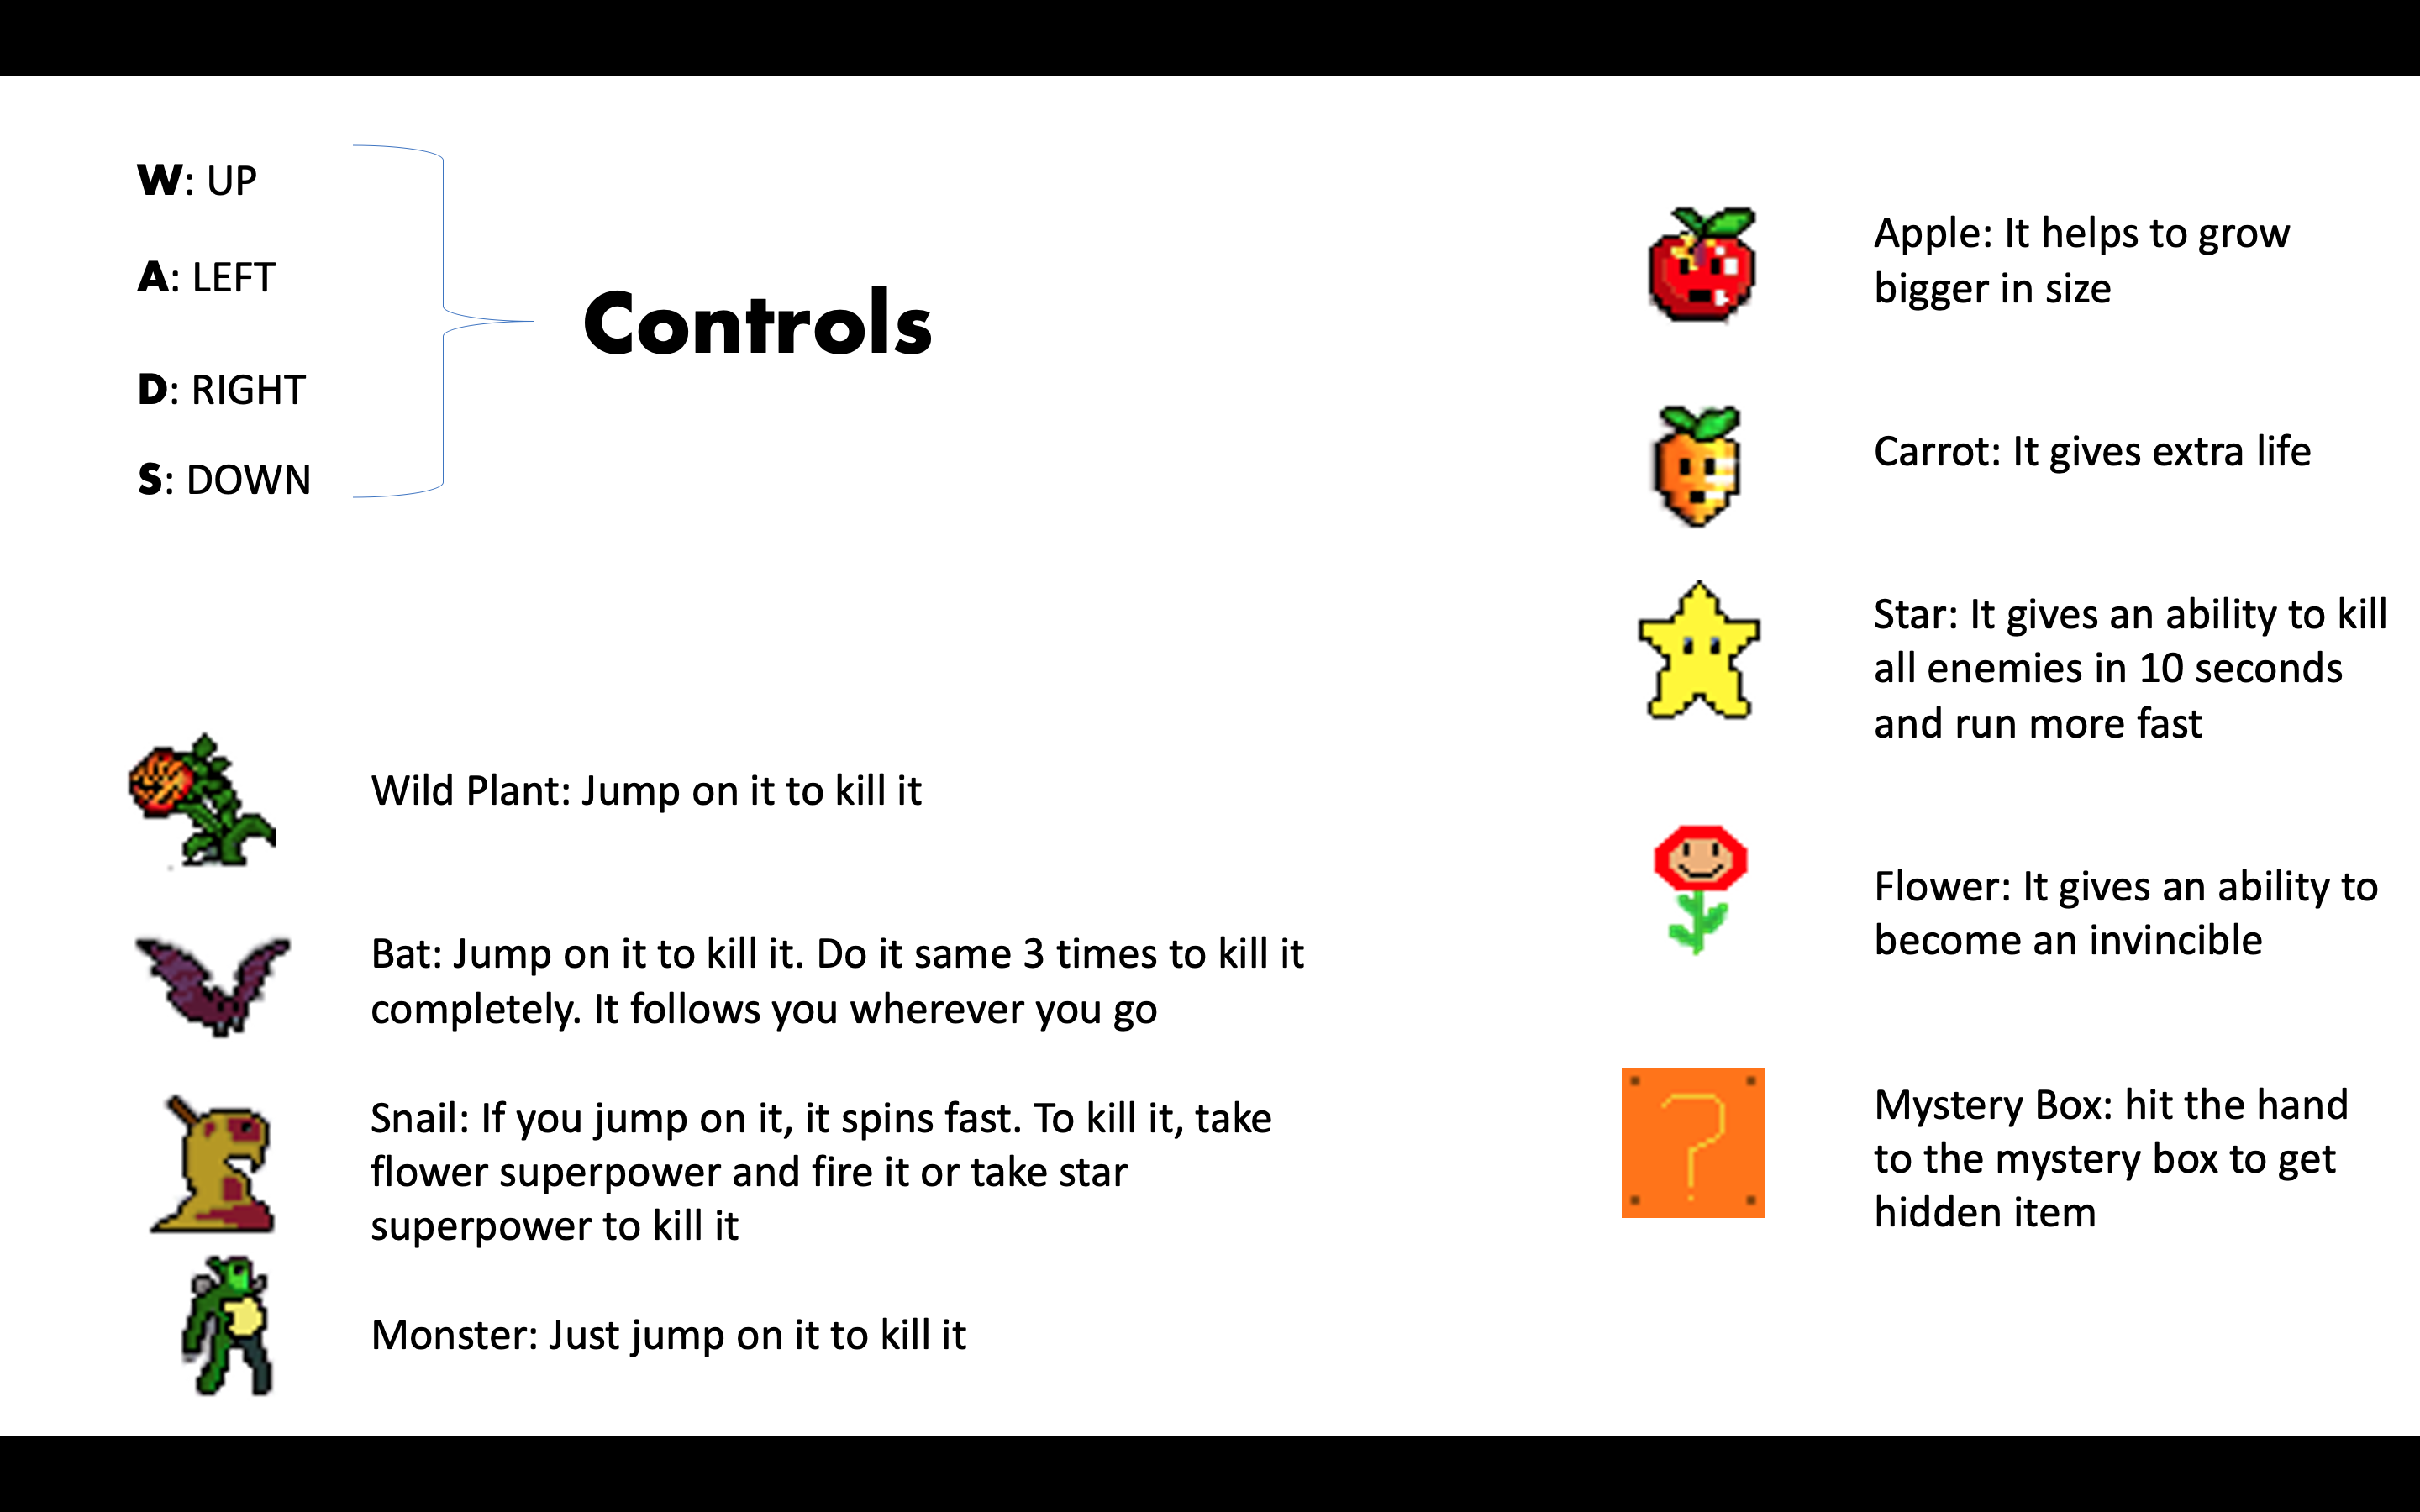 W: UP
A: LEFT
D: RIGHT
S: DOWN
Controls
Wild Plant: Jump on it to kill it
Bat: Jump on it to kill it. Do it same 3 times to kill it
completely. It follows you wherever you go
Snail: If you jump on it, it spins fast. To kill it, take
flower superpower and fire it or take star
superpower to kill it
Monster: Just jump on it to kill it
Apple: It helps to grow
bigger in size
Carrot: It gives extra life
Star: It gives an ability to kill
all enemies in 10 seconds
and run more fast
Flower: It gives an ability to
become an invincible
?
Mystery Box: hit the hand
to the mystery box to get
hidden item